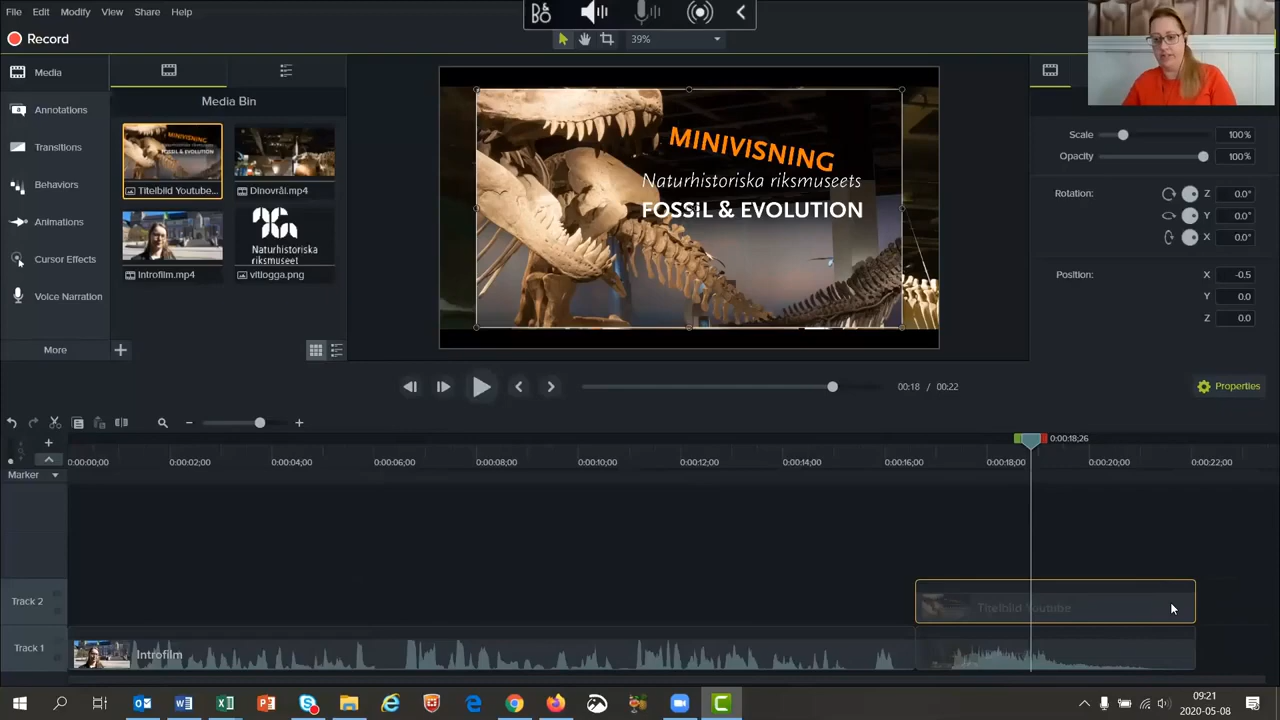 File Edit Modify View Share Help
Record
39%
Media
Annotations
Transitions
Behaviors
Animations
Cursor Effects
Voice Narration
More
Media Bin
Titelbild Youtube...
Dinovrål.mp4
Introfilm.mp4
Naturhistoriska
riksmuseet
vitlogga.png
MINIVISNING
Naturhistoriska riksmuseets
FOSSIL & EVOLUTION
Scale 100%
Opacity 100%
Rotation: Z 0.0°
Y 0.0°
X 0.0°
Position: X -0.5
Y 0.0
Z 0.0
00:18 / 00:22
Properties
0:00:18;26
0:00:00;00 0:00:02;00 0:00:04;00 0:00:06;00 0:00:08;00 0:00:10;00 0:00:12;00 0:00:14;00 0:00:16;00 0:00:18;00 0:00:20;00 0:00:22;00
Marker
Track 2
Titelbild Youtube
Track 1
Introfilm
09:21
2020-05-08